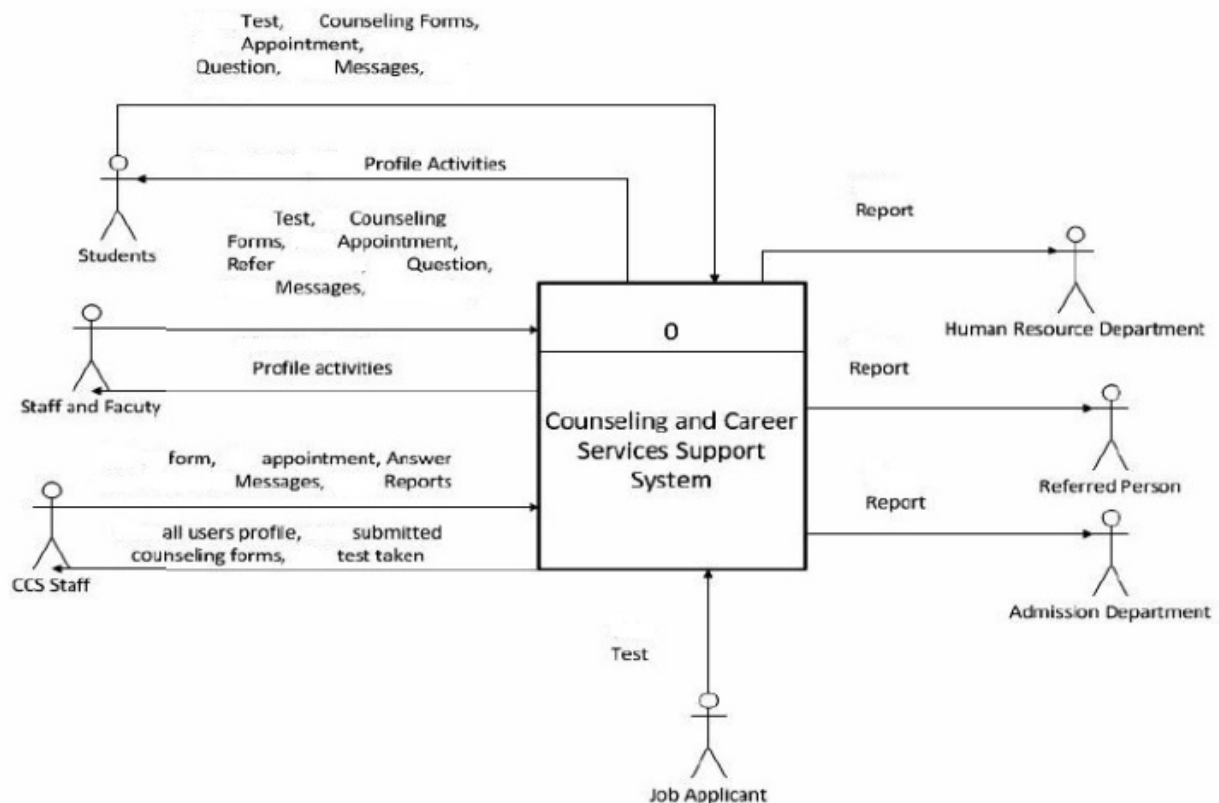 Test, Counseling Forms,
Appointment,
Question, Messages,
Profile Activities
Students
Test, Counseling
Forms, Appointment,
Refer Question,
Messages,
Staff and Facuty
Profile activities
form, appointment, Answer
Messages, Reports
all users profile, submitted
counseling forms, test taken
CCS Staff
0
Counseling and Career
Services Support
System
Report
Human Resource Department
Report
Referred Person
Report
Admission Department
Test
Job Applicant